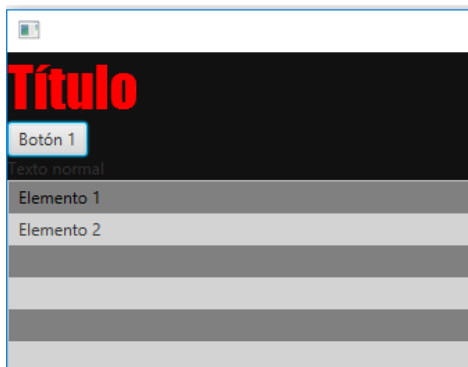 Título
Botón 1
Texto normal
Elemento 1
Elemento 2